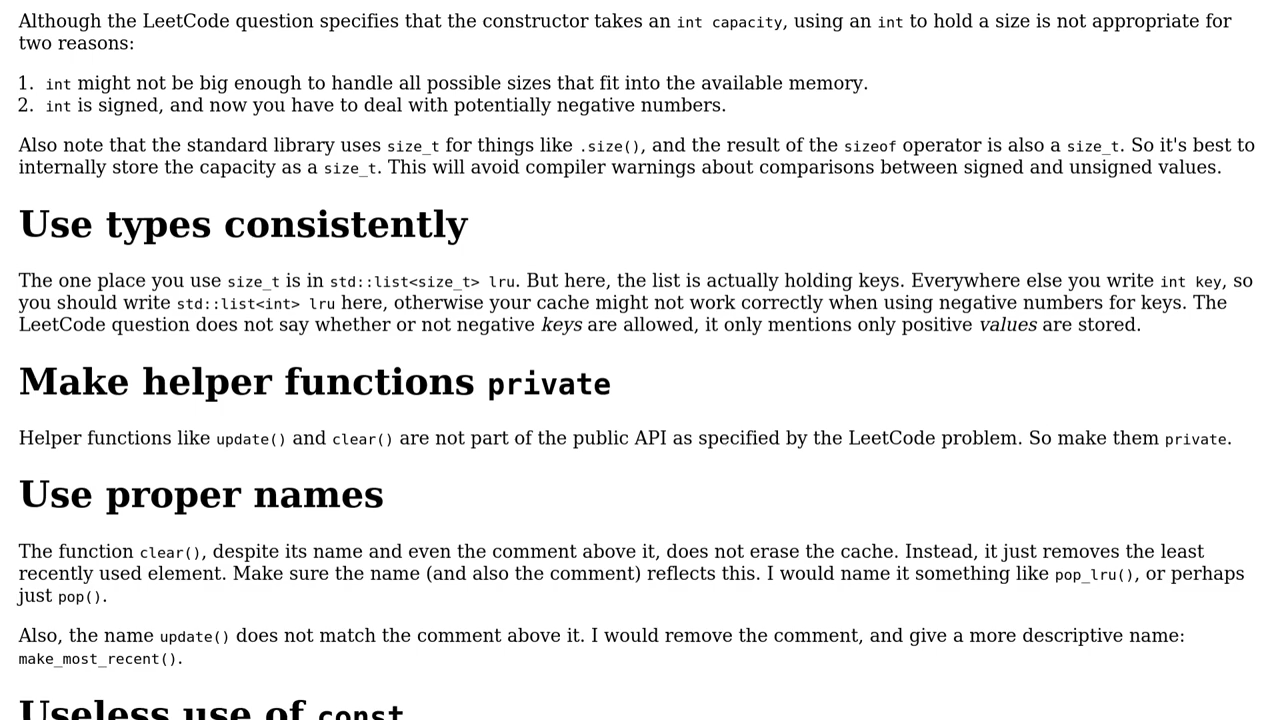 Although the LeetCode question specifies that the constructor takes an int capacity, using an int to hold a size is not appropriate for
two reasons:
1. int might not be big enough to handle all possible sizes that fit into the available memory.
2. int is signed, and now you have to deal with potentially negative numbers.
Also note that the standard library uses size_t for things like .size(), and the result of the sizeof operator is also a size_t. So it's best to
internally store the capacity as a size_t. This will avoid compiler warnings about comparisons between signed and unsigned values.
Use types consistently
The one place you use size_t is in std::list<size_t> lru. But here, the list is actually holding keys. Everywhere else you write int key, so
you should write std::list<int> lru here, otherwise your cache might not work correctly when using negative numbers for keys. The
LeetCode question does not say whether or not negative keys are allowed, it only mentions only positive values are stored.
Make helper functions private
Helper functions like update() and clear() are not part of the public API as specified by the LeetCode problem. So make them private.
Use proper names
The function clear(), despite its name and even the comment above it, does not erase the cache. Instead, it just removes the least
recently used element. Make sure the name (and also the comment) reflects this. I would name it something like pop_lru(), or perhaps
just pop().
Also, the name update() does not match the comment above it. I would remove the comment, and give a more descriptive name:
make_most_recent().
Useless use of const